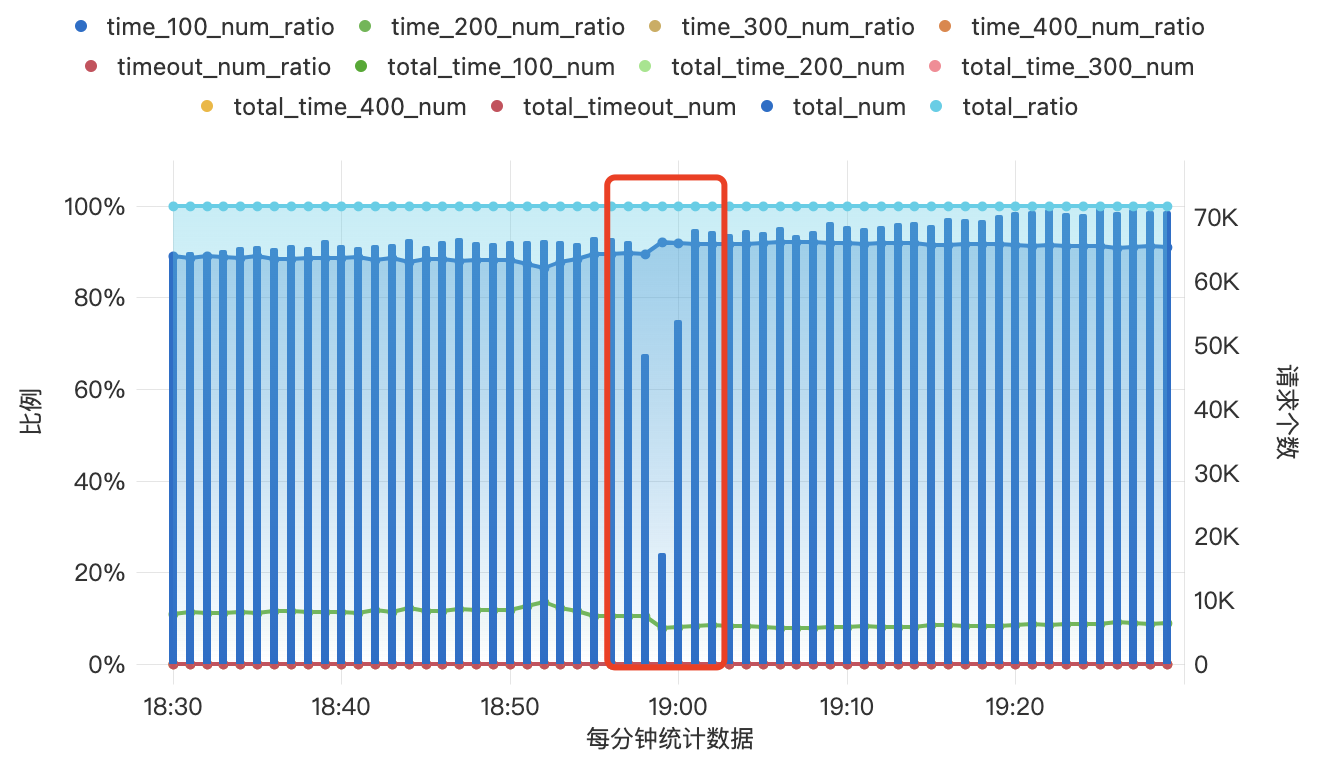 time_100_num_ratio time_200_num_ratio time_300_num_ratio time_400_num_ratio
timeout_num_ratio total_time_100_num total_time_200_num total_time_300_num
total_time_400_num total_timeout_num total_num total_ratio
100%
80%
60%
40%
20%
0%
比例
70K
60K
50K
40K
30K
20K
10K
0
请求个数
18:30 18:40 18:50 19:00 19:10 19:20
每分钟统计数据